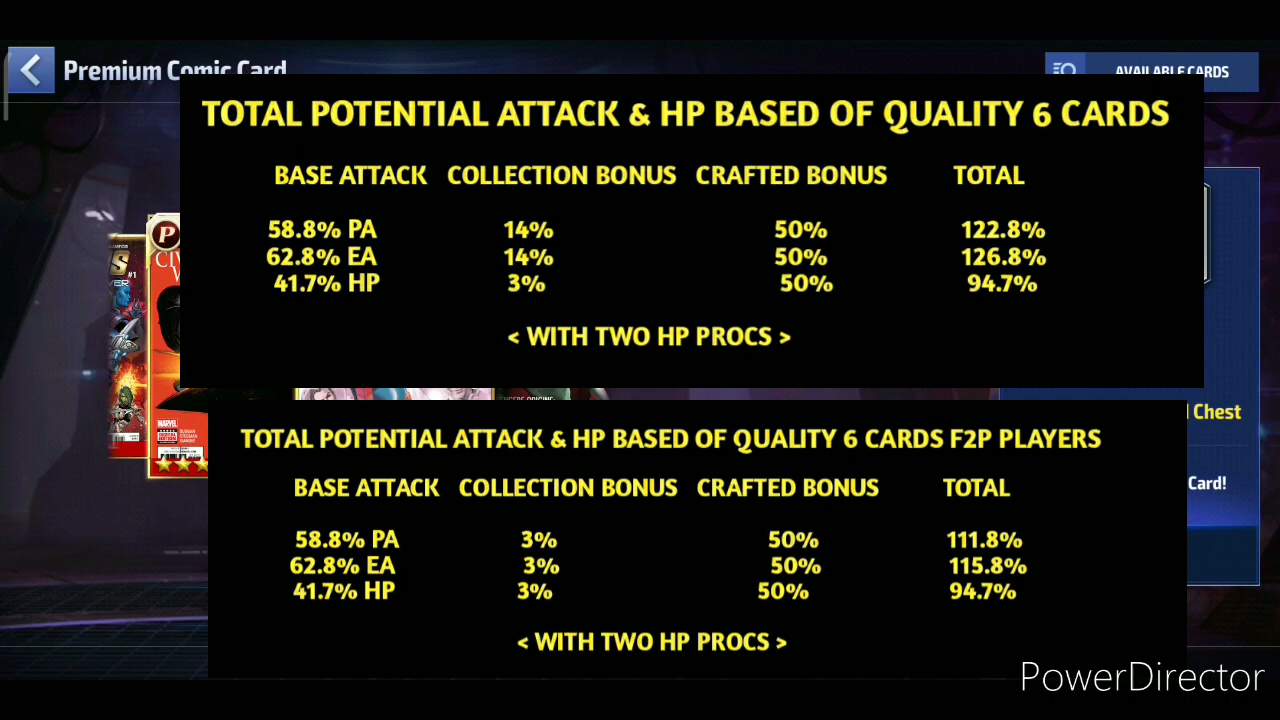 Premium Comic Card
AVAILABLE CARDS
TOTAL POTENTIAL ATTACK & HP BASED OF QUALITY 6 CARDS
BASE ATTACK COLLECTION BONUS CRAFTED BONUS TOTAL
58.8% PA 14% 50% 122.8%
62.8% EA 14% 50% 126.8%
41.7% HP 3% 50% 94.7%
< WITH TWO HP PROCS >
Chest
TOTAL POTENTIAL ATTACK & HP BASED OF QUALITY 6 CARDS F2P PLAYERS
BASE ATTACK COLLECTION BONUS CRAFTED BONUS TOTAL
Card!
58.8% PA 3% 50% 111.8%
62.8% EA 3% 50% 115.8%
41.7% HP 3% 50% 94.7%
< WITH TWO HP PROCS >
PowerDirector
P
#1
MARVEL